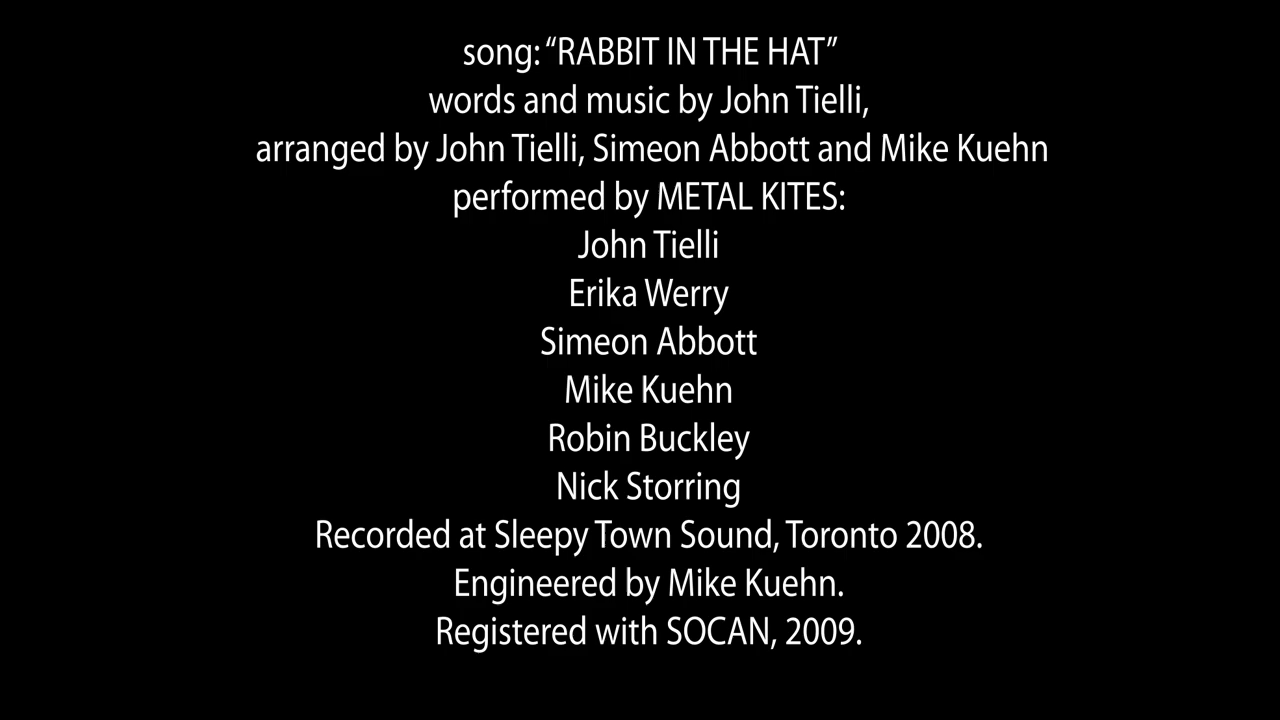 song: “RABBIT IN THE HAT”
words and music by John Tielli,
arranged by John Tielli, Simeon Abbott and Mike Kuehn
performed by METAL KITES:
John Tielli
Erika Werry
Simeon Abbott
Mike Kuehn
Robin Buckley
Nick Storring
Recorded at Sleepy Town Sound, Toronto 2008.
Engineered by Mike Kuehn.
Registered with SOCAN, 2009.